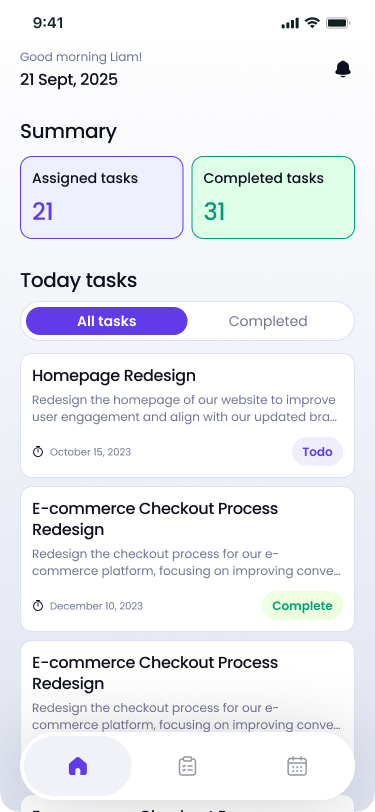 9:41
Good morning Liam!
21 Sept, 2025
Summary
Assigned tasks
21
Completed tasks
31
Today tasks
All tasks
Completed
Homepage Redesign
Redesign the homepage of our website to improve
user engagement and align with our updated bra...
October 15, 2023
Todo
E-commerce Checkout Process
Redesign
Redesign the checkout process for our e-
commerce platform, focusing on improving conve...
December 10, 2023
Complete
E-commerce Checkout Process
Redesign
Redesign the checkout process for our e-
commerce platform, focusing on improving conve...